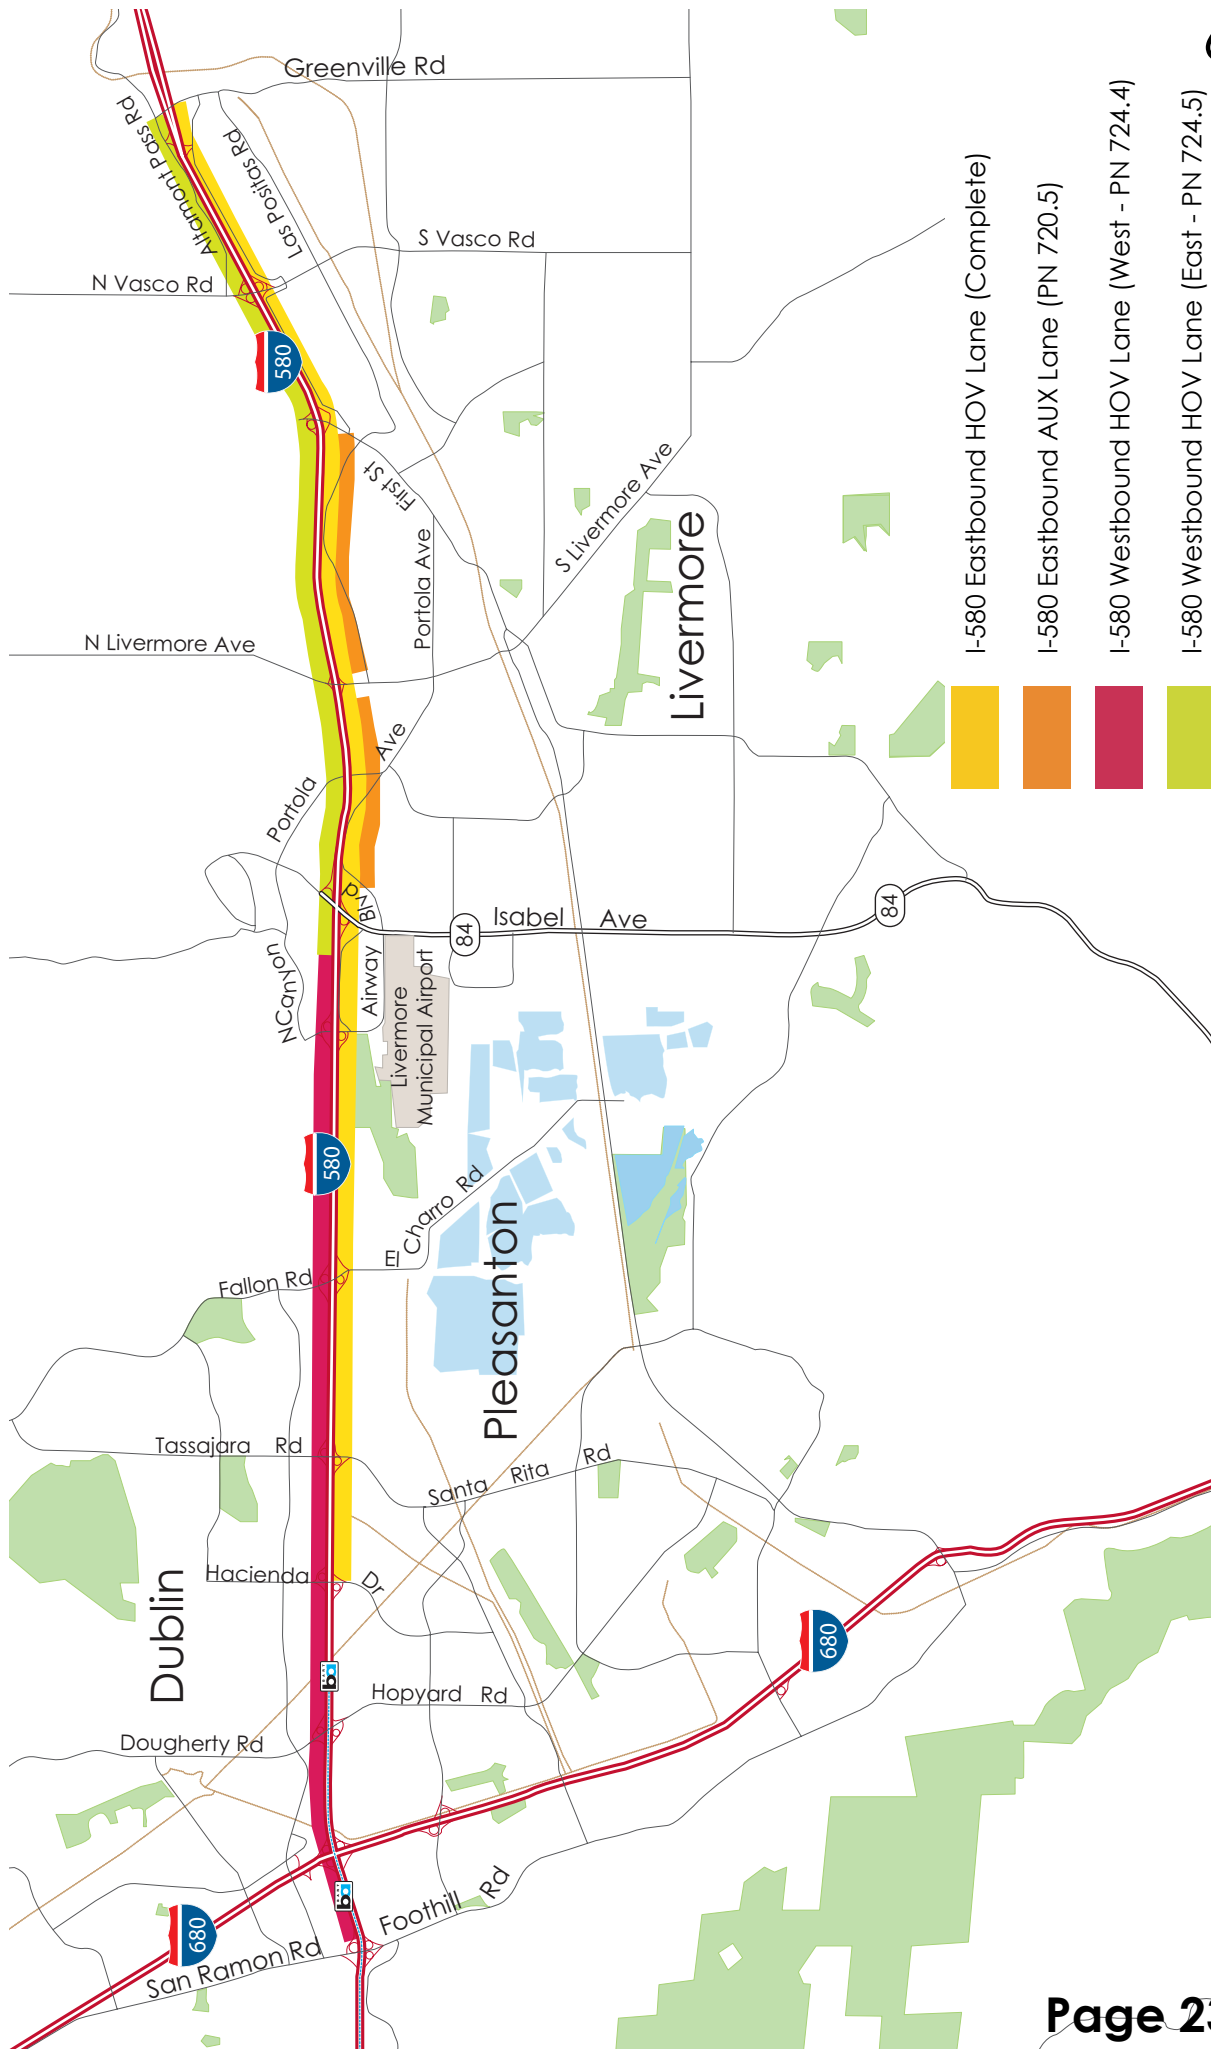 Greenville Rd
Altamont Pass Rd
Las Positas Rd
S Vasco Rd
N Vasco Rd
580
First St
S Livermore Ave
Portola Ave
Livermore
N Livermore Ave
Portola
Ave
Blvd
Airway
84
Isabel Ave
84
N Canyon
Livermore
Municipal Airport
580
El Charro Rd
Fallon Rd
Pleasanton
Tassajara Rd
Santa Rita Rd
Hacienda
Dr
Dublin
680
Hopyard Rd
Dougherty Rd
Foothill Rd
680
San Ramon Rd
I-580 Eastbound HOV Lane (Complete)
I-580 Eastbound AUX Lane (PN 720.5)
I-580 Westbound HOV Lane (West - PN 724.4)
I-580 Westbound HOV Lane (East - PN 724.5)
Page 23